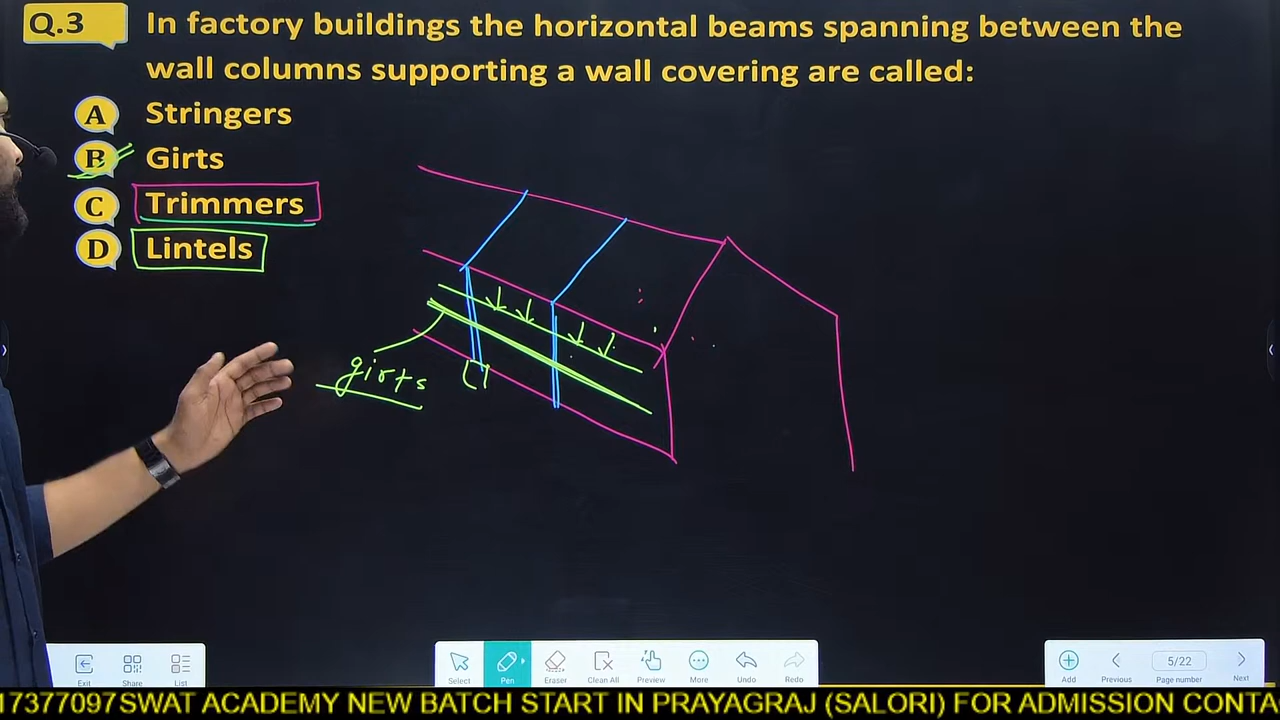 Q.3 In factory buildings the horizontal beams spanning between the
wall columns supporting a wall covering are called:
A Stringers
B Girts
C Trimmers
D Lintels
girts
Exit Share List Select Pen Eraser Clean All Preview More Undo Redo Add Previous 5/22 Page number Next
17377097 SWAT ACADEMY NEW BATCH START IN PRAYAGRAJ (SALORI) FOR ADMISSION CONTA